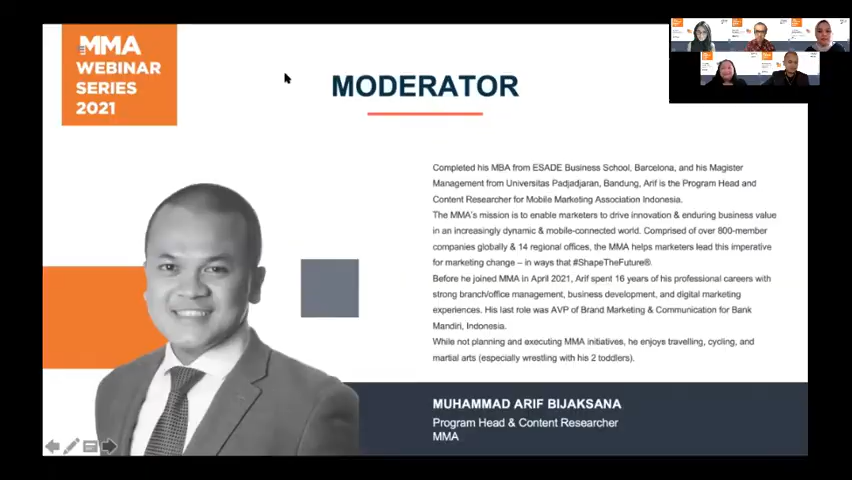 MMA
WEBINAR
SERIES
2021
MODERATOR
Completed his MBA from ESADE Business School, Barcelona, and his Magister
Management from Universitas Padjadjaran, Bandung, Arif is the Program Head and
Content Researcher for Mobile Marketing Association Indonesia.
The MMA's mission is to enable marketers to drive innovation & enduring business value
in an increasingly dynamic & mobile-connected world. Comprised of over 800-member
companies globally & 14 regional offices, the MMA helps marketers lead this imperative
for marketing change – in ways that #ShapeTheFuture®.
Before he joined MMA in April 2021, Arif spent 16 years of his professional careers with
strong branch/office management, business development, and digital marketing
experiences. His last role was AVP of Brand Marketing & Communication for Bank
Mandiri, Indonesia.
While not planning and executing MMA initiatives, he enjoys travelling, cycling, and
martial arts (especially wrestling with his 2 toddlers).
MUHAMMAD ARIF BIJAKSANA
Program Head & Content Researcher
MMA